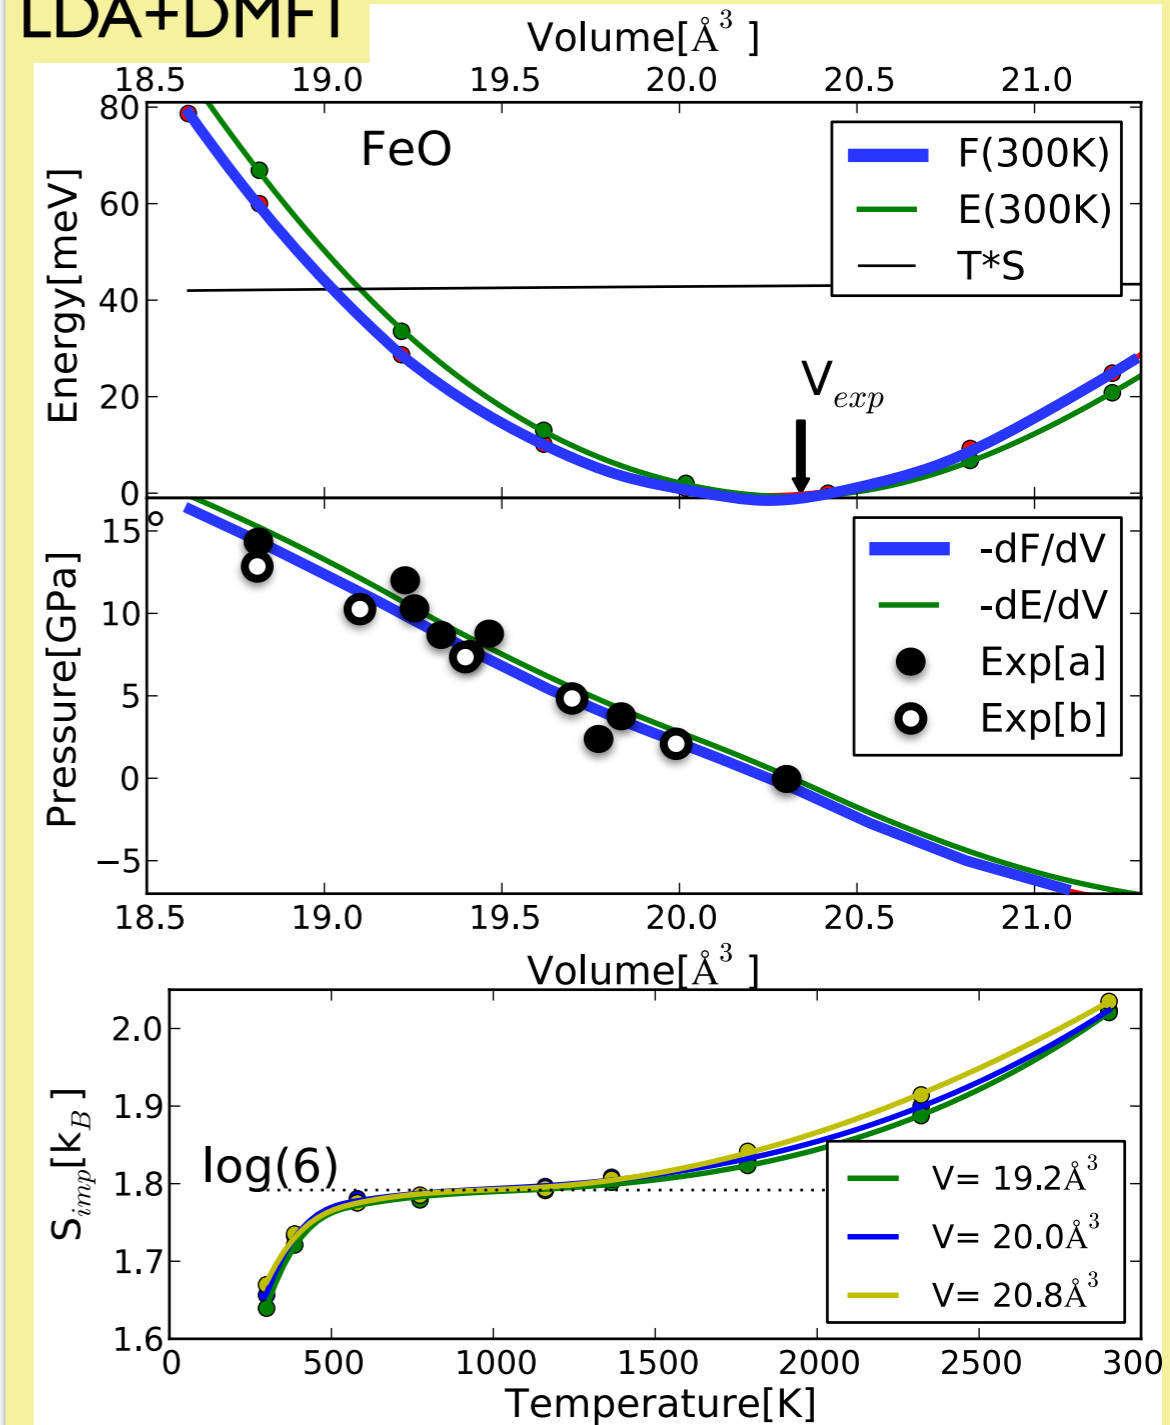 LDA+DMFT
Volume[Å³ ]
18.5 19.0 19.5 20.0 20.5 21.0
80
60
40
20
0
Energy[meV]
FeO
F(300K)
E(300K)
T*S
V_exp
15
10
5
0
−5
Pressure[GPa]
-dF/dV
-dE/dV
Exp[a]
Exp[b]
18.5 19.0 19.5 20.0 20.5 21.0
Volume[Å³ ]
2.0
1.9
1.8
1.7
1.6
S_imp[k_B]
log(6)
V= 19.2Å³
V= 20.0Å³
V= 20.8Å³
0 500 1000 1500 2000 2500 300
Temperature[K]